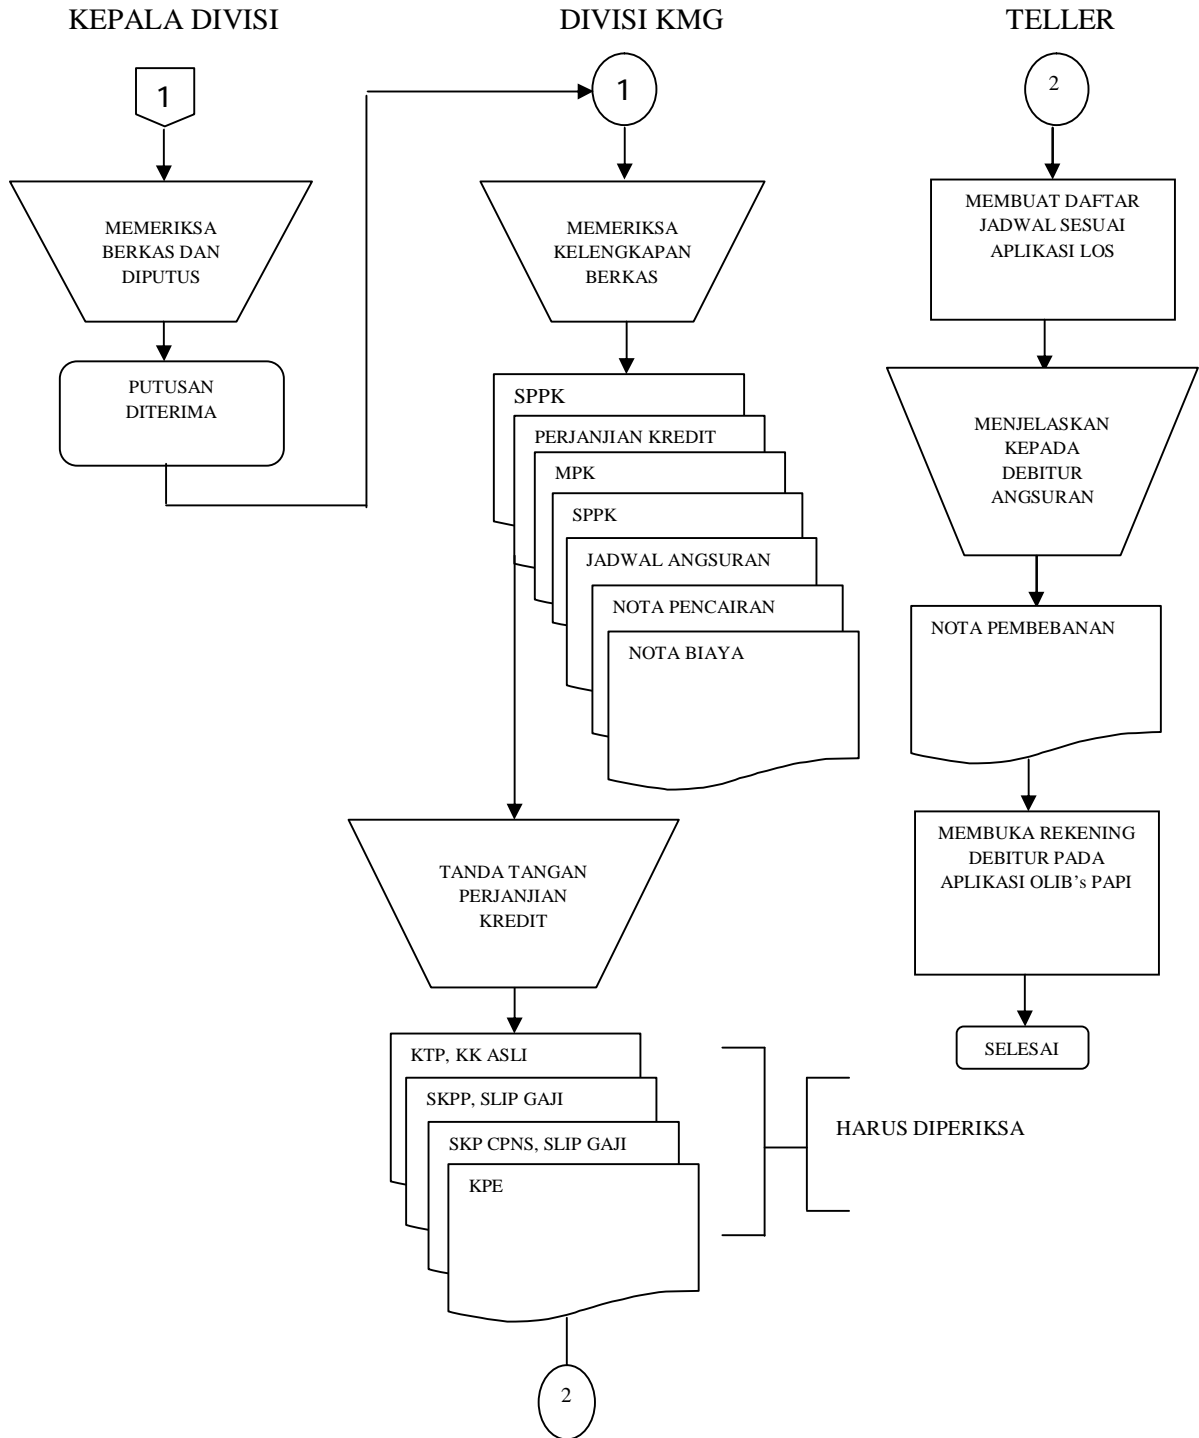 KEPALA DIVISI
1
MEMERIKSA
BERKAS DAN
DIPUTUS
PUTUSAN
DITERIMA
DIVISI KMG
1
MEMERIKSA
KELENGKAPAN
BERKAS
SPPK
PERJANJIAN KREDIT
MPK
SPPK
JADWAL ANGSURAN
NOTA PENCAIRAN
NOTA BIAYA
TANDA TANGAN
PERJANJIAN
KREDIT
KTP, KK ASLI
SKPP, SLIP GAJI
SKP CPNS, SLIP GAJI
KPE
HARUS DIPERIKSA
2
TELLER
2
MEMBUAT DAFTAR
JADWAL SESUAI
APLIKASI LOS
MENJELASKAN
KEPADA
DEBITUR
ANGSURAN
NOTA PEMBEBANAN
MEMBUKA REKENING
DEBITUR PADA
APLIKASI OLIB's PAPI
SELESAI